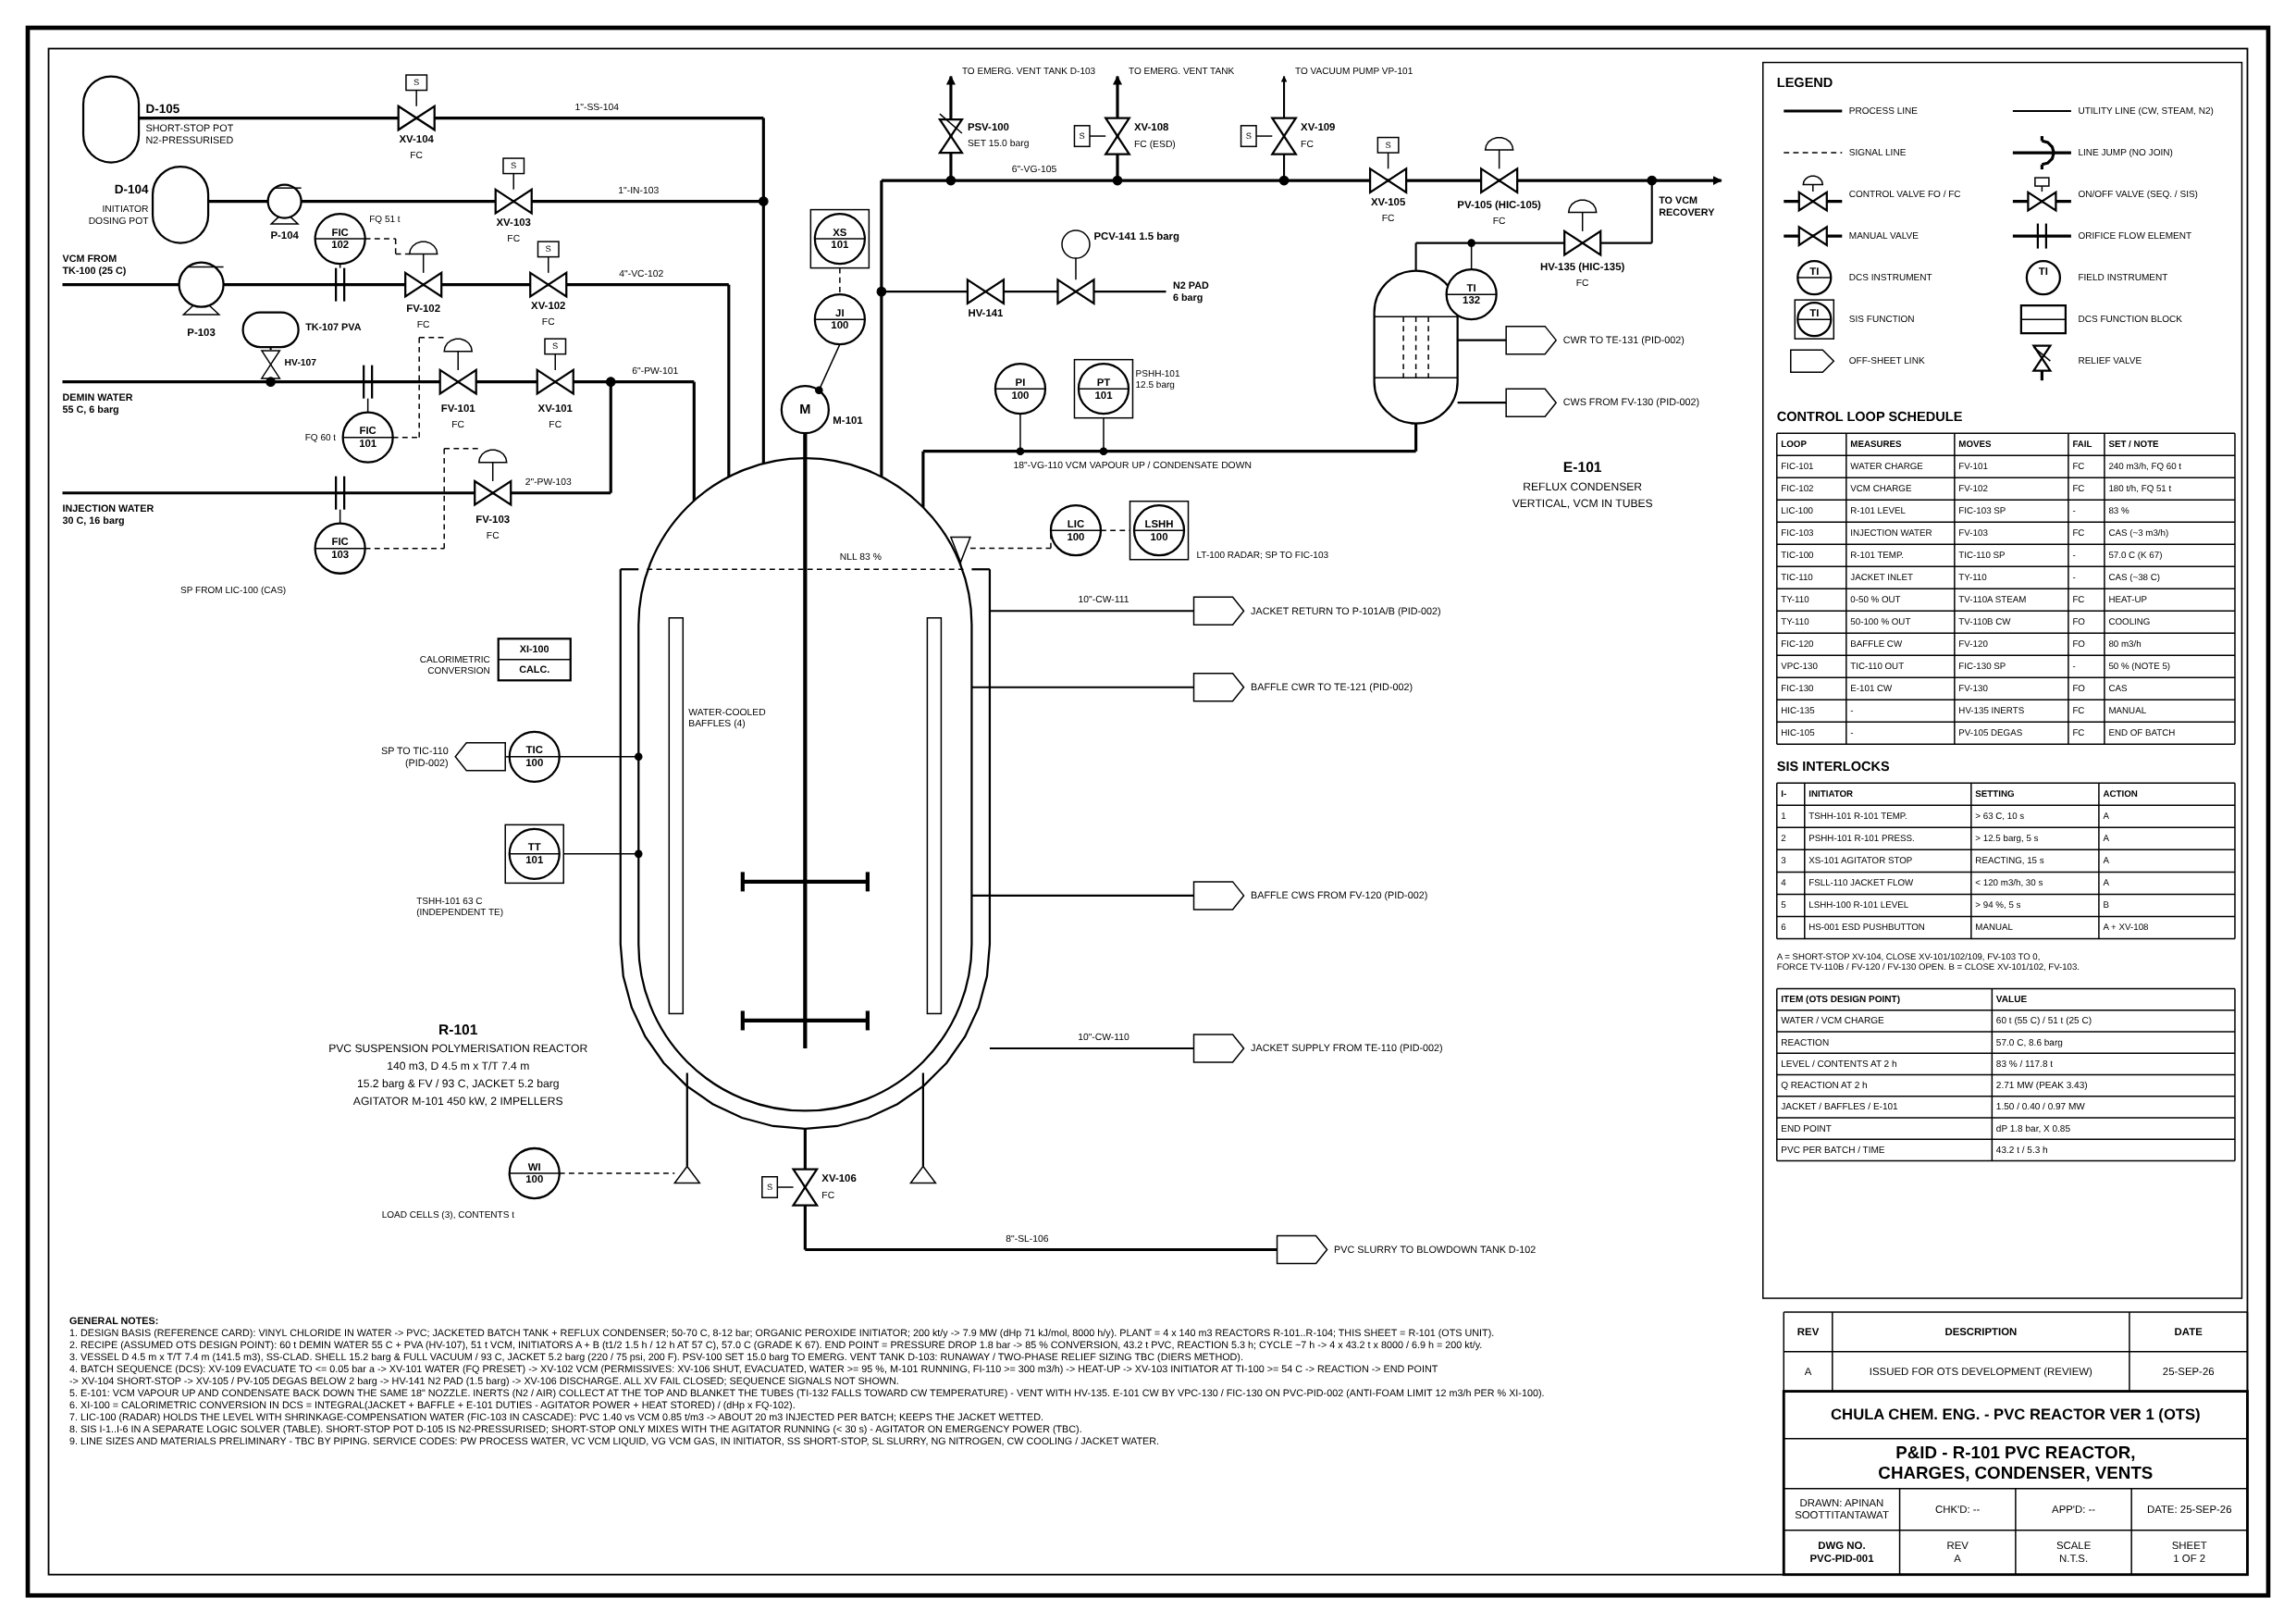 D-105
SHORT-STOP POT
N2-PRESSURISED
S
XV-104
FC
1"-SS-104
D-104
INITIATOR
DOSING POT
P-104
S
XV-103
FC
1"-IN-103
FQ 51 t
FIC
102
VCM FROM
TK-100 (25 C)
P-103
FV-102
FC
S
XV-102
FC
4"-VC-102
TK-107 PVA
HV-107
DEMIN WATER
55 C, 6 barg
FQ 60 t
FIC
101
FV-101
FC
S
XV-101
FC
6"-PW-101
INJECTION WATER
30 C, 16 barg
FIC
103
FV-103
FC
2"-PW-103
SP FROM LIC-100 (CAS)
XS
101
JI
100
M
M-101
TO EMERG. VENT TANK D-103
TO EMERG. VENT TANK
TO VACUUM PUMP VP-101
PSV-100
SET 15.0 barg
S
XV-108
FC (ESD)
S
XV-109
FC
6"-VG-105
S
XV-105
FC
PV-105 (HIC-105)
FC
TO VCM
RECOVERY
HV-135 (HIC-135)
FC
PCV-141 1.5 barg
HV-141
N2 PAD
6 barg
TI
132
CWR TO TE-131 (PID-002)
CWS FROM FV-130 (PID-002)
PI
100
PT
101
PSHH-101
12.5 barg
18"-VG-110 VCM VAPOUR UP / CONDENSATE DOWN
E-101
REFLUX CONDENSER
VERTICAL, VCM IN TUBES
LIC
100
LSHH
100
LT-100 RADAR; SP TO FIC-103
NLL 83 %
10"-CW-111
JACKET RETURN TO P-101A/B (PID-002)
CALORIMETRIC
CONVERSION
XI-100
CALC.
BAFFLE CWR TO TE-121 (PID-002)
WATER-COOLED
BAFFLES (4)
SP TO TIC-110
(PID-002)
TIC
100
TT
101
TSHH-101 63 C
(INDEPENDENT TE)
BAFFLE CWS FROM FV-120 (PID-002)
R-101
PVC SUSPENSION POLYMERISATION REACTOR
140 m3, D 4.5 m x T/T 7.4 m
15.2 barg & FV / 93 C, JACKET 5.2 barg
AGITATOR M-101 450 kW, 2 IMPELLERS
10"-CW-110
JACKET SUPPLY FROM TE-110 (PID-002)
WI
100
LOAD CELLS (3), CONTENTS t
S
XV-106
FC
8"-SL-106
PVC SLURRY TO BLOWDOWN TANK D-102
LEGEND
PROCESS LINE
UTILITY LINE (CW, STEAM, N2)
SIGNAL LINE
LINE JUMP (NO JOIN)
CONTROL VALVE FO / FC
ON/OFF VALVE (SEQ. / SIS)
MANUAL VALVE
ORIFICE FLOW ELEMENT
TI
DCS INSTRUMENT
TI
FIELD INSTRUMENT
TI
SIS FUNCTION
DCS FUNCTION BLOCK
OFF-SHEET LINK
RELIEF VALVE
CONTROL LOOP SCHEDULE
LOOP MEASURES MOVES FAIL SET / NOTE
FIC-101 WATER CHARGE FV-101 FC 240 m3/h, FQ 60 t
FIC-102 VCM CHARGE FV-102 FC 180 t/h, FQ 51 t
LIC-100 R-101 LEVEL FIC-103 SP - 83 %
FIC-103 INJECTION WATER FV-103 FC CAS (~3 m3/h)
TIC-100 R-101 TEMP. TIC-110 SP - 57.0 C (K 67)
TIC-110 JACKET INLET TY-110 - CAS (~38 C)
TY-110 0-50 % OUT TV-110A STEAM FC HEAT-UP
TY-110 50-100 % OUT TV-110B CW FO COOLING
FIC-120 BAFFLE CW FV-120 FO 80 m3/h
VPC-130 TIC-110 OUT FIC-130 SP - 50 % (NOTE 5)
FIC-130 E-101 CW FV-130 FO CAS
HIC-135 - HV-135 INERTS FC MANUAL
HIC-105 - PV-105 DEGAS FC END OF BATCH
SIS INTERLOCKS
I- INITIATOR SETTING ACTION
1 TSHH-101 R-101 TEMP. > 63 C, 10 s A
2 PSHH-101 R-101 PRESS. > 12.5 barg, 5 s A
3 XS-101 AGITATOR STOP REACTING, 15 s A
4 FSLL-110 JACKET FLOW < 120 m3/h, 30 s A
5 LSHH-100 R-101 LEVEL > 94 %, 5 s B
6 HS-001 ESD PUSHBUTTON MANUAL A + XV-108
A = SHORT-STOP XV-104, CLOSE XV-101/102/109, FV-103 TO 0,
FORCE TV-110B / FV-120 / FV-130 OPEN. B = CLOSE XV-101/102, FV-103.
ITEM (OTS DESIGN POINT) VALUE
WATER / VCM CHARGE 60 t (55 C) / 51 t (25 C)
REACTION 57.0 C, 8.6 barg
LEVEL / CONTENTS AT 2 h 83 % / 117.8 t
Q REACTION AT 2 h 2.71 MW (PEAK 3.43)
JACKET / BAFFLES / E-101 1.50 / 0.40 / 0.97 MW
END POINT dP 1.8 bar, X 0.85
PVC PER BATCH / TIME 43.2 t / 5.3 h
GENERAL NOTES:
1. DESIGN BASIS (REFERENCE CARD): VINYL CHLORIDE IN WATER -> PVC; JACKETED BATCH TANK + REFLUX CONDENSER; 50-70 C, 8-12 bar; ORGANIC PEROXIDE INITIATOR; 200 kt/y -> 7.9 MW (dHp 71 kJ/mol, 8000 h/y). PLANT = 4 x 140 m3 REACTORS R-101..R-104; THIS SHEET = R-101 (OTS UNIT).
2. RECIPE (ASSUMED OTS DESIGN POINT): 60 t DEMIN WATER 55 C + PVA (HV-107), 51 t VCM, INITIATORS A + B (t1/2 1.5 h / 12 h AT 57 C), 57.0 C (GRADE K 67). END POINT = PRESSURE DROP 1.8 bar -> 85 % CONVERSION, 43.2 t PVC, REACTION 5.3 h; CYCLE ~7 h -> 4 x 43.2 t x 8000 / 6.9 h = 200 kt/y.
3. VESSEL D 4.5 m x T/T 7.4 m (141.5 m3), SS-CLAD. SHELL 15.2 barg & FULL VACUUM / 93 C, JACKET 5.2 barg (220 / 75 psi, 200 F). PSV-100 SET 15.0 barg TO EMERG. VENT TANK D-103: RUNAWAY / TWO-PHASE RELIEF SIZING TBC (DIERS METHOD).
4. BATCH SEQUENCE (DCS): XV-109 EVACUATE TO <= 0.05 bar a -> XV-101 WATER (FQ PRESET) -> XV-102 VCM (PERMISSIVES: XV-106 SHUT, EVACUATED, WATER >= 95 %, M-101 RUNNING, FI-110 >= 300 m3/h) -> HEAT-UP -> XV-103 INITIATOR AT TI-100 >= 54 C -> REACTION -> END POINT
-> XV-104 SHORT-STOP -> XV-105 / PV-105 DEGAS BELOW 2 barg -> HV-141 N2 PAD (1.5 barg) -> XV-106 DISCHARGE. ALL XV FAIL CLOSED; SEQUENCE SIGNALS NOT SHOWN.
5. E-101: VCM VAPOUR UP AND CONDENSATE BACK DOWN THE SAME 18" NOZZLE. INERTS (N2 / AIR) COLLECT AT THE TOP AND BLANKET THE TUBES (TI-132 FALLS TOWARD CW TEMPERATURE) - VENT WITH HV-135. E-101 CW BY VPC-130 / FIC-130 ON PVC-PID-002 (ANTI-FOAM LIMIT 12 m3/h PER % XI-100).
6. XI-100 = CALORIMETRIC CONVERSION IN DCS = INTEGRAL(JACKET + BAFFLE + E-101 DUTIES - AGITATOR POWER + HEAT STORED) / (dHp x FQ-102).
7. LIC-100 (RADAR) HOLDS THE LEVEL WITH SHRINKAGE-COMPENSATION WATER (FIC-103 IN CASCADE): PVC 1.40 vs VCM 0.85 t/m3 -> ABOUT 20 m3 INJECTED PER BATCH; KEEPS THE JACKET WETTED.
8. SIS I-1..I-6 IN A SEPARATE LOGIC SOLVER (TABLE). SHORT-STOP POT D-105 IS N2-PRESSURISED; SHORT-STOP ONLY MIXES WITH THE AGITATOR RUNNING (< 30 s) - AGITATOR ON EMERGENCY POWER (TBC).
9. LINE SIZES AND MATERIALS PRELIMINARY - TBC BY PIPING. SERVICE CODES: PW PROCESS WATER, VC VCM LIQUID, VG VCM GAS, IN INITIATOR, SS SHORT-STOP, SL SLURRY, NG NITROGEN, CW COOLING / JACKET WATER.
REV DESCRIPTION DATE
A ISSUED FOR OTS DEVELOPMENT (REVIEW) 25-SEP-26
CHULA CHEM. ENG. - PVC REACTOR VER 1 (OTS)
P&ID - R-101 PVC REACTOR,
CHARGES, CONDENSER, VENTS
DRAWN: APINAN
SOOTTITANTAWAT
CHK'D: --
APP'D: --
DATE: 25-SEP-26
DWG NO.
PVC-PID-001
REV
A
SCALE
N.T.S.
SHEET
1 OF 2